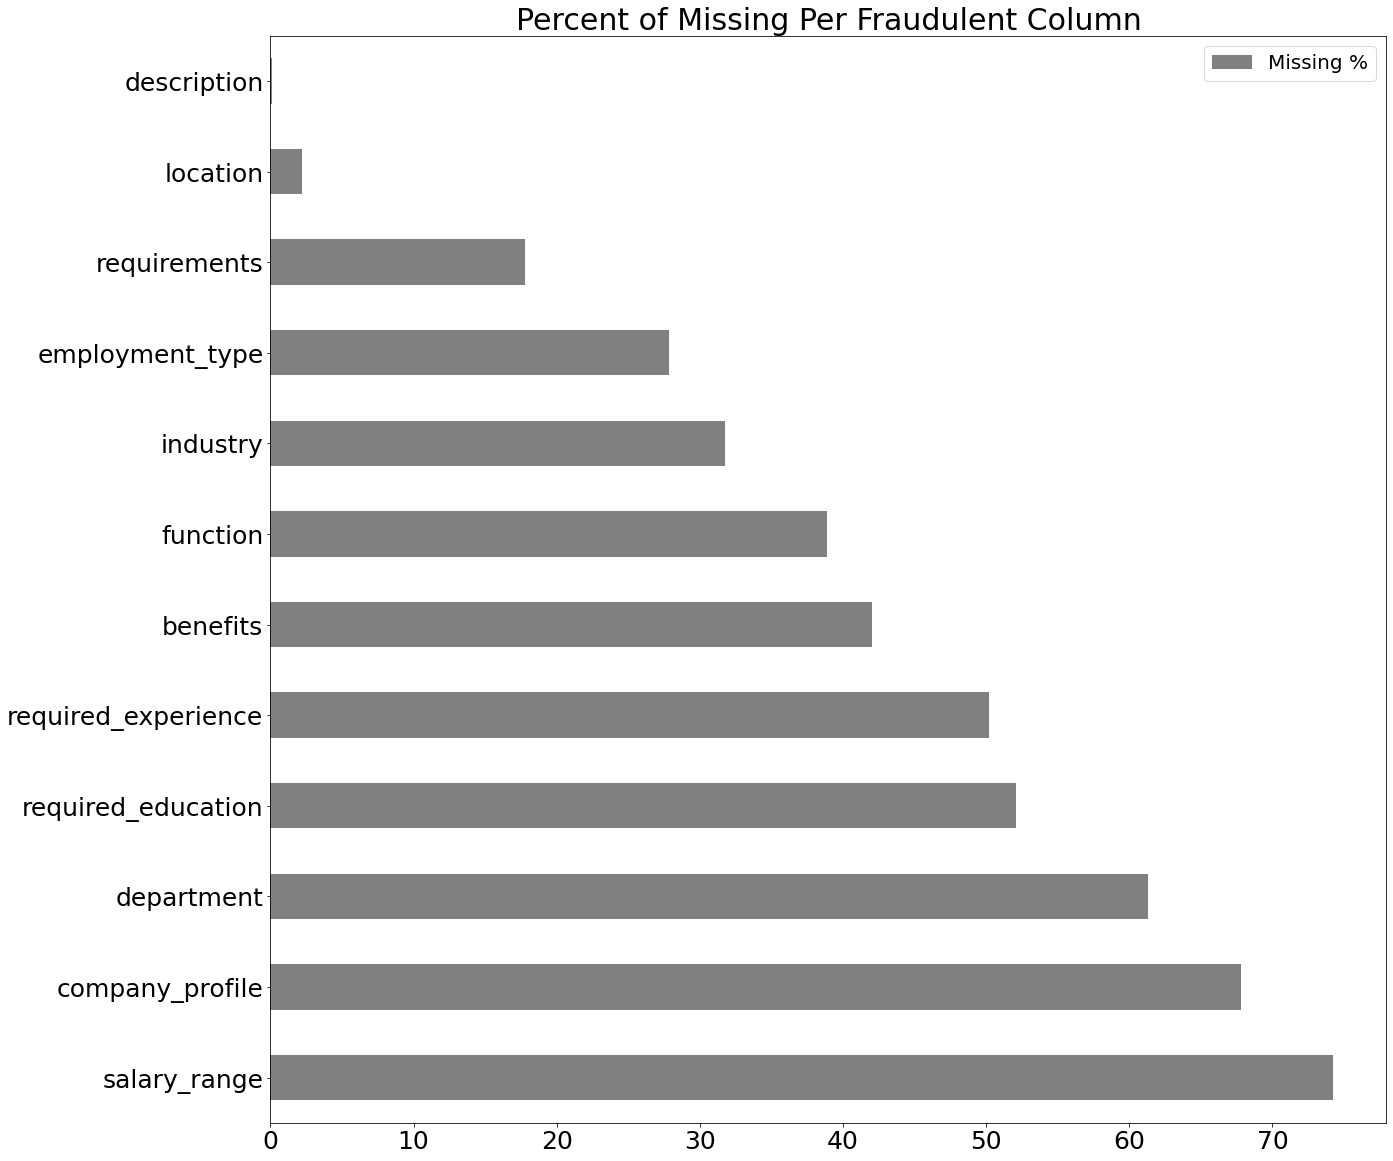 Percent of Missing Per Fraudulent Column
Missing %
description
location
requirements
employment_type
industry
function
benefits
required_experience
required_education
department
company_profile
salary_range
0 10 20 30 40 50 60 70